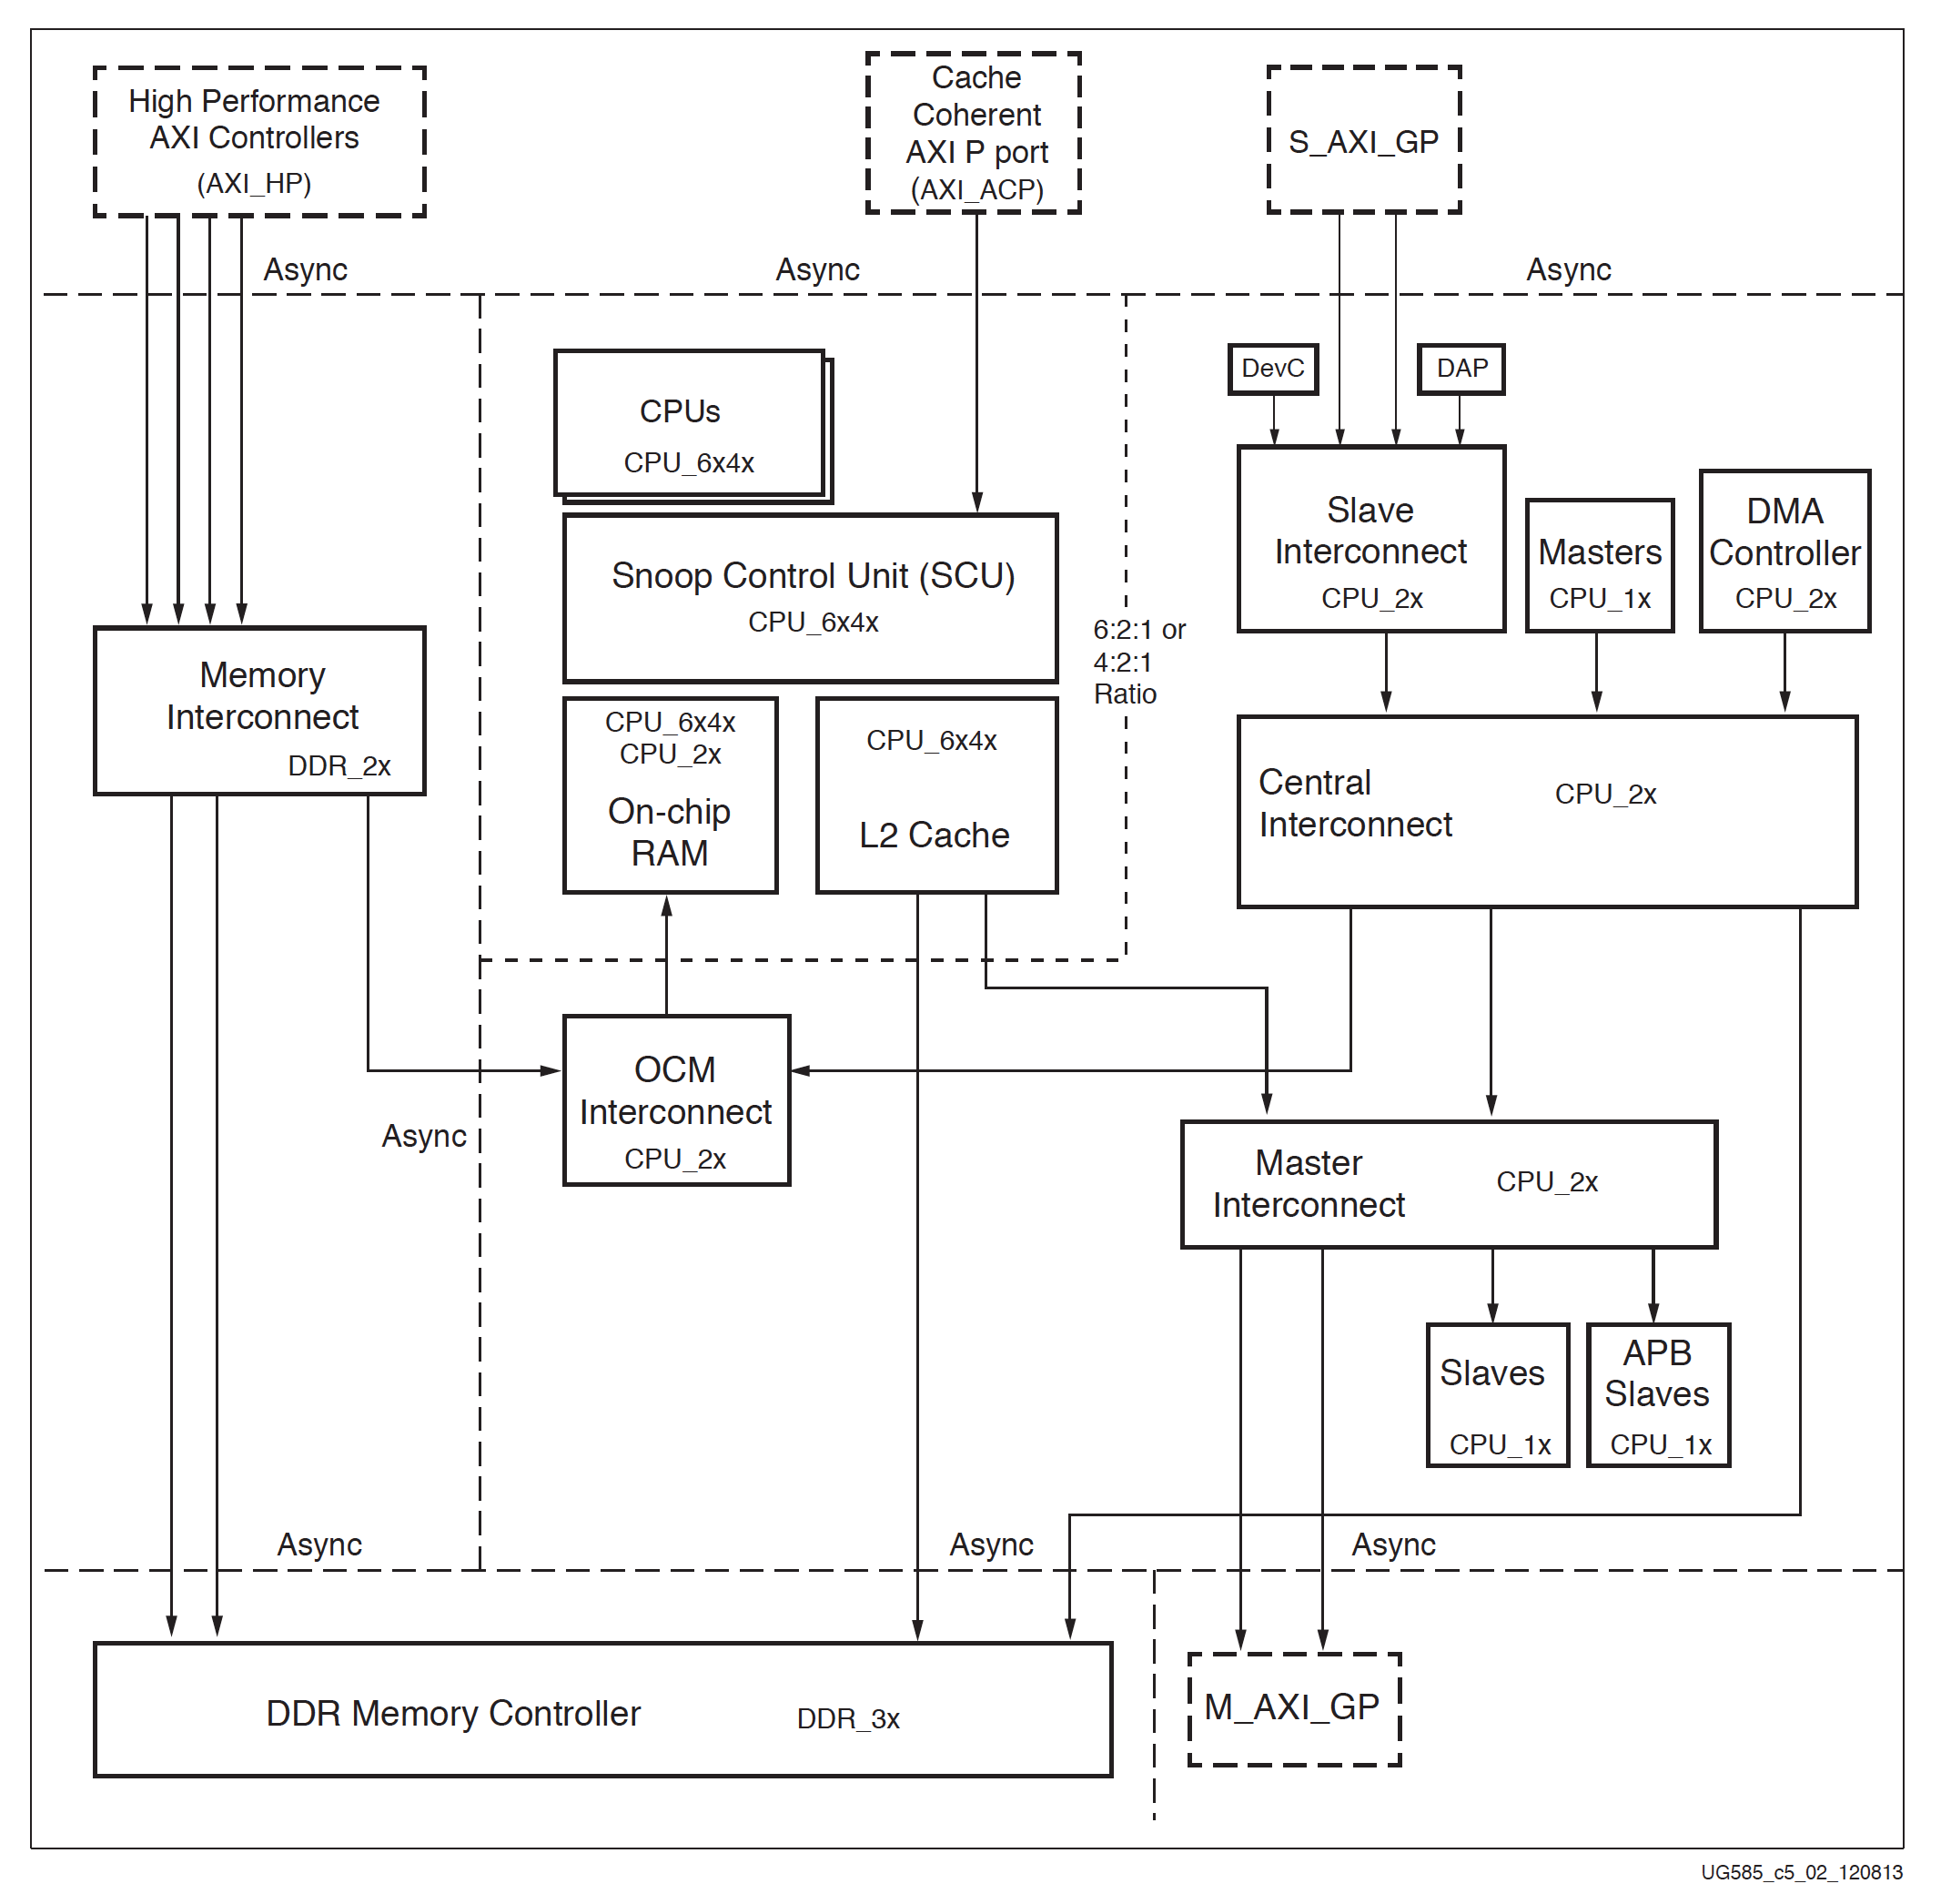 High Performance
AXI Controllers
(AXI_HP)
Cache
Coherent
AXI P port
(AXI_ACP)
S_AXI_GP
Async
Async
Async
DevC
DAP
CPUs
CPU_6x4x
Slave
Interconnect
CPU_2x
Masters
CPU_1x
DMA
Controller
CPU_2x
Snoop Control Unit (SCU)
CPU_6x4x
6:2:1 or
4:2:1
Ratio
Memory
Interconnect
DDR_2x
CPU_6x4x
CPU_2x
On-chip
RAM
CPU_6x4x
L2 Cache
Central
Interconnect
CPU_2x
OCM
Interconnect
CPU_2x
Async
Master
Interconnect
CPU_2x
Slaves
CPU_1x
APB
Slaves
CPU_1x
Async
Async
Async
DDR Memory Controller
DDR_3x
M_AXI_GP
UG585_c5_02_120813